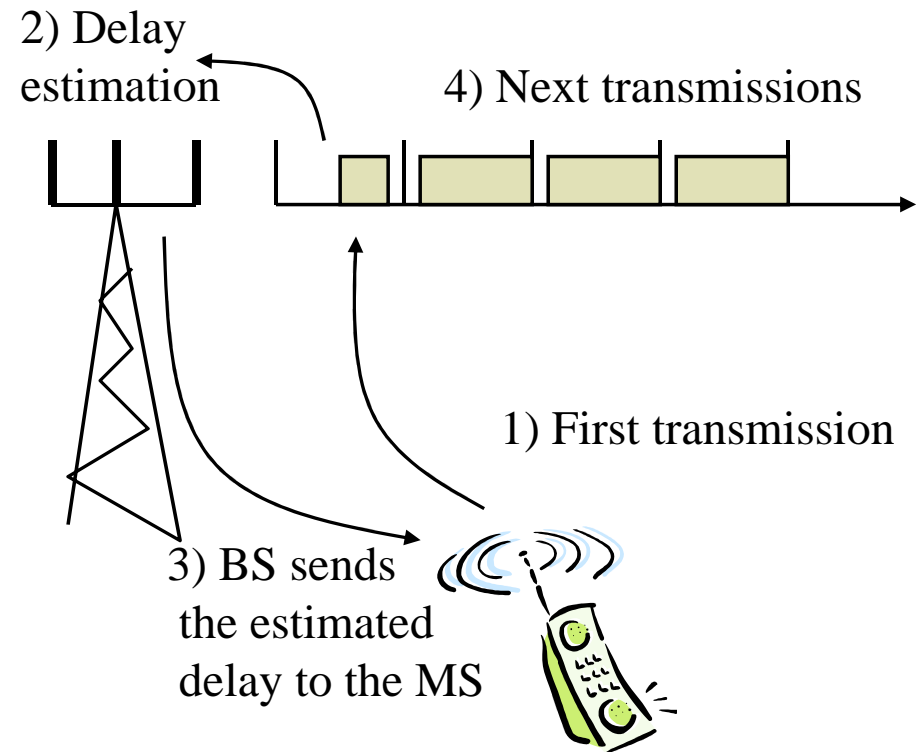 2) Delay
estimation
4) Next transmissions
1) First transmission
3) BS sends
the estimated
delay to the MS